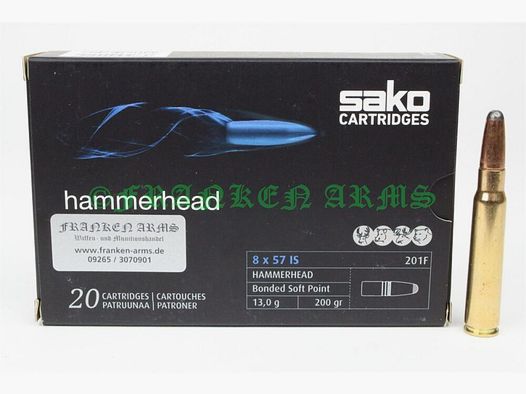 sako
CARTRIDGES
© FRANKEN ARMS
hammerhead
FRANKEN ARMS
Waffen- und Munitionshandel
www.franken-arms.de
09265 / 3070901
8 x 57 IS 201F
HAMMERHEAD
Bonded Soft Point
13,0 g 200 gr
20 CARTRIDGES | CARTOUCHES
PATRUUNAA | PATRONER